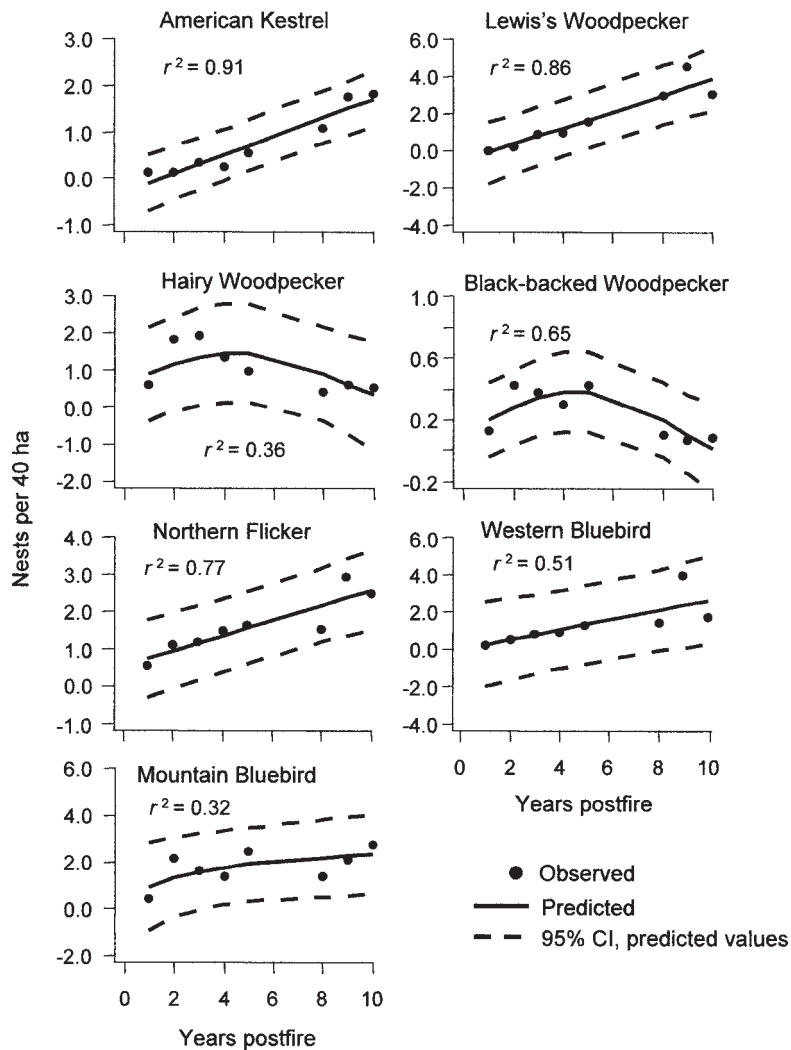 American Kestrel
r² = 0.91
3.0
2.0
1.0
0.0
-1.0
Lewis's Woodpecker
r² = 0.86
6.0
4.0
2.0
0.0
-2.0
-4.0
Hairy Woodpecker
3.0
2.0
1.0
0.0
-1.0
-2.0
r² = 0.36
Black-backed Woodpecker
r² = 0.65
1.0
0.6
0.2
-0.2
Nests per 40 ha
Northern Flicker
r² = 0.77
4.0
3.0
2.0
1.0
0.0
-1.0
Western Bluebird
r² = 0.51
6.0
4.0
2.0
0.0
-2.0
-4.0
0 2 4 6 8 10
Years postfire
Mountain Bluebird
r² = 0.32
6.0
4.0
2.0
0.0
-2.0
0 2 4 6 8 10
Years postfire
Observed
Predicted
95% CI, predicted values